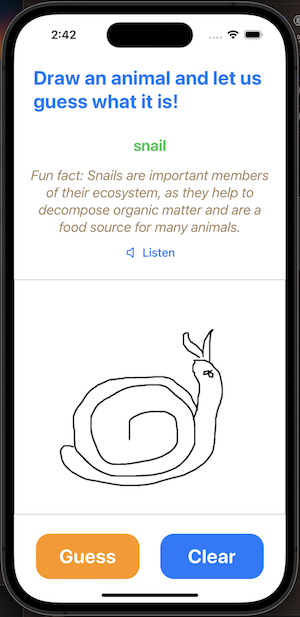 2:42
Draw an animal and let us
guess what it is!
snail
Fun fact: Snails are important members
of their ecosystem, as they help to
decompose organic matter and are a
food source for many animals.
Listen
Guess
Clear